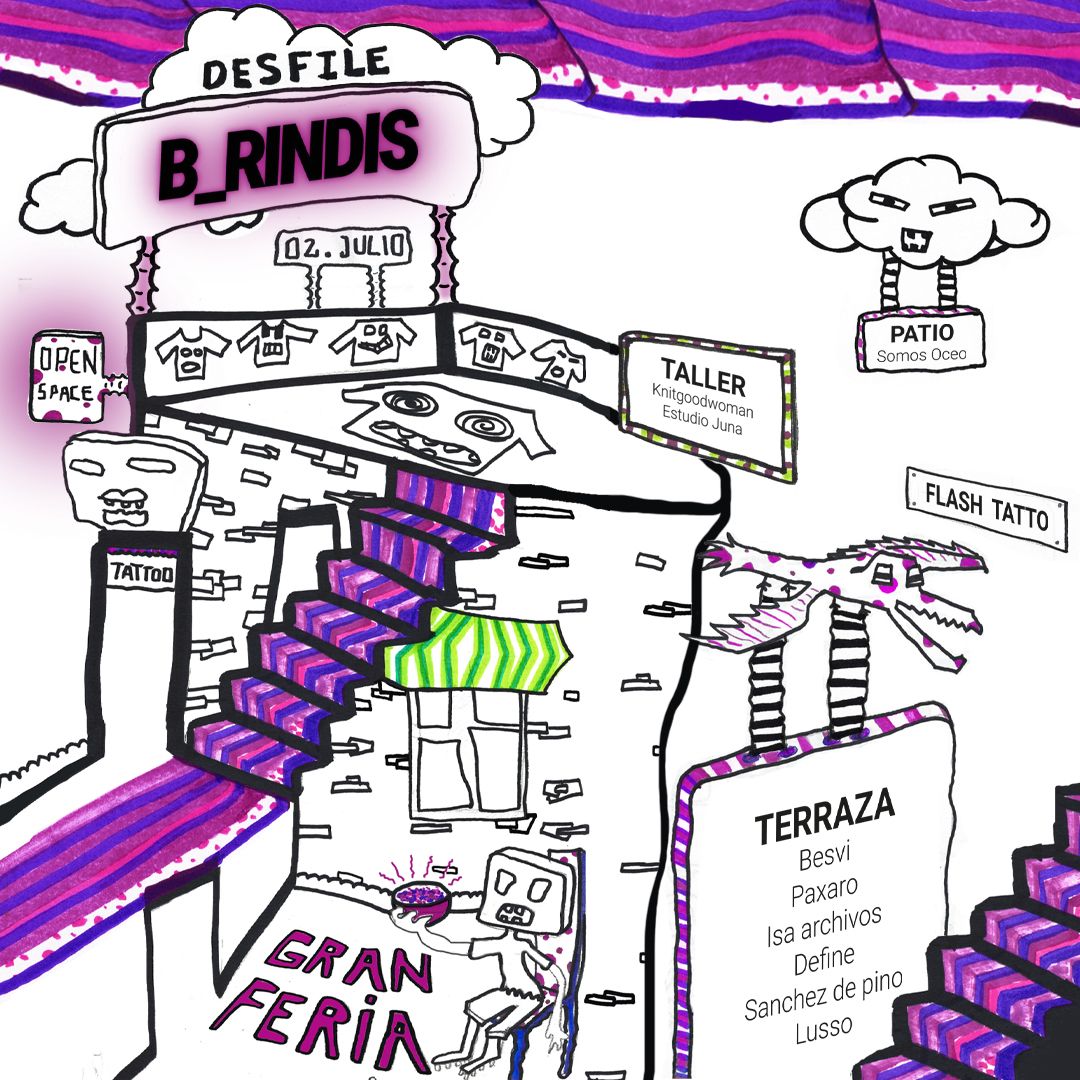 DESFILE
B_RINDIS
02. JULIO
OPEN
SPACE
TALLER
Knitgoodwoman
Estudio Juna
PATIO
Somos Oceo
FLASH TATTO
TATTOO
TERRAZA
Besvi
Paxaro
Isa archivos
Define
Sanchez de pino
Lusso
GRAN
FERiA